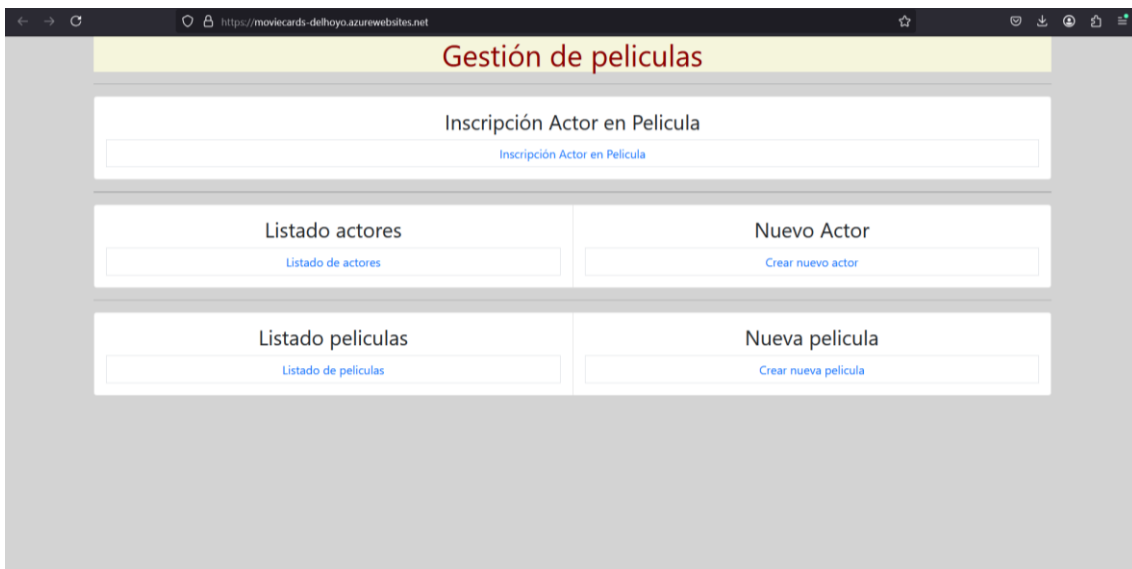 https://moviecards-delhoyo.azurewebsites.net
Gestión de peliculas
Inscripción Actor en Pelicula
Inscripción Actor en Pelicula
Listado actores
Listado de actores
Nuevo Actor
Crear nuevo actor
Listado peliculas
Listado de peliculas
Nueva pelicula
Crear nueva pelicula